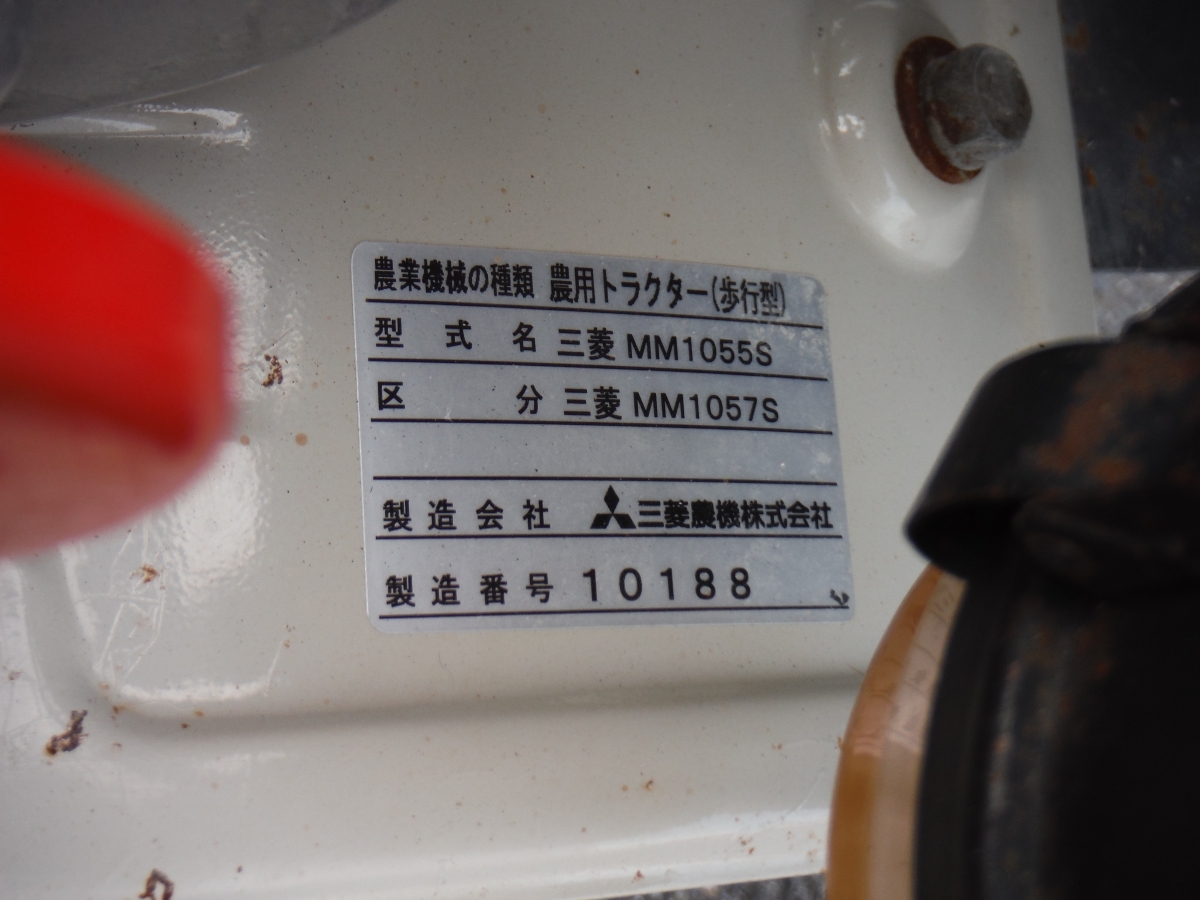 農業機械の種類 農用トラクター(歩行型)
型式名 三菱 MM1055S
区分 三菱 MM1057S
製造会社 三菱農機株式会社
製造番号 10188